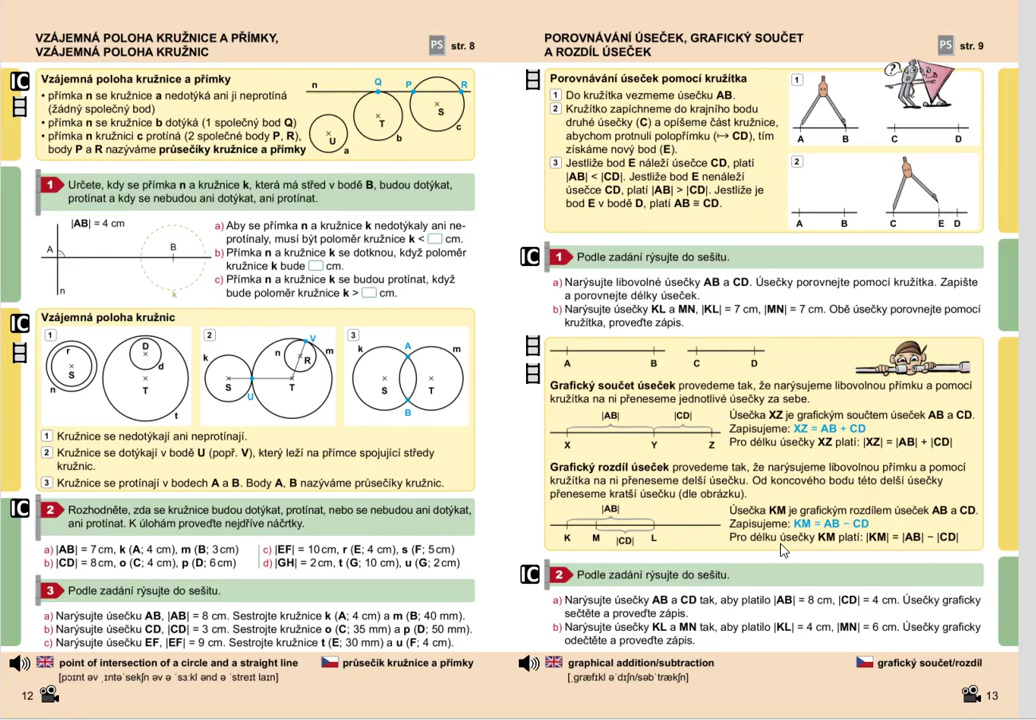 VZÁJEMNÁ POLOHA KRUŽNICE A PŘÍMKY,
VZÁJEMNÁ POLOHA KRUŽNIC
PS str. 8
Vzájemná poloha kružnice a přímky
• přímka n se kružnice a nedotýká ani ji neprotíná
(žádný společný bod)
• přímka n se kružnice b dotýká (1 společný bod Q)
• přímka n kružnici c protíná (2 společné body P, R),
body P a R nazýváme průsečíky kružnice a přímky
n Q P R
U a T b S c
1 Určete, kdy se přímka n a kružnice k, která má střed v bodě B, budou dotýkat,
protínat a kdy se nebudou ani dotýkat, ani protínat.
|AB| = 4 cm
A B
n k
a) Aby se přímka n a kružnice k nedotýkaly ani ne-
protínaly, musí být poloměr kružnice k < cm.
b) Přímka n a kružnice k se dotknou, když poloměr
kružnice k bude cm.
c) Přímka n a kružnice k se budou protínat, když
bude poloměr kružnice k > cm.
Vzájemná poloha kružnic
1 r S n D d T t
2 k n V m R S T U
3 k A m S T B
1 Kružnice se nedotýkají ani neprotínají.
2 Kružnice se dotýkají v bodě U (popř. V), který leží na přímce spojující středy
kružnic.
3 Kružnice se protínají v bodech A a B. Body A, B nazýváme průsečíky kružnic.
2 Rozhodněte, zda se kružnice budou dotýkat, protínat, nebo se nebudou ani dotýkat,
ani protínat. K úlohám proveďte nejdříve náčrtky.
a) |AB| = 7 cm, k (A; 4 cm), m (B; 3 cm)
b) |CD| = 8 cm, o (C; 4 cm), p (D; 6 cm)
c) |EF| = 10 cm, r (E; 4 cm), s (F; 5 cm)
d) |GH| = 2 cm, t (G; 10 cm), u (G; 2 cm)
3 Podle zadání rýsujte do sešitu.
a) Narýsujte úsečku AB, |AB| = 8 cm. Sestrojte kružnice k (A; 4 cm) a m (B; 40 mm).
b) Narýsujte úsečku CD, |CD| = 3 cm. Sestrojte kružnice o (C; 35 mm) a p (D; 50 mm).
c) Narýsujte úsečku EF, |EF| = 9 cm. Sestrojte kružnice t (E; 30 mm) a u (F; 4 cm).
point of intersection of a circle and a straight line
průsečík kružnice a přímky
12
POROVNÁVÁNÍ ÚSEČEK, GRAFICKÝ SOUČET
A ROZDÍL ÚSEČEK
PS str. 9
Porovnávání úseček pomocí kružítka
1 Do kružítka vezmeme úsečku AB.
2 Kružítko zapíchneme do krajního bodu
druhé úsečky (C) a opíšeme část kružnice,
abychom protnuli polopřímku (↦ CD), tím
získáme nový bod (E).
3 Jestliže bod E náleží úsečce CD, platí
|AB| < |CD|. Jestliže bod E nenáleží
úsečce CD, platí |AB| > |CD|. Jestliže je
bod E v bodě D, platí AB ≅ CD.
1
?
A B C D
2
A B C E D
1 Podle zadání rýsujte do sešitu.
a) Narýsujte libovolné úsečky AB a CD. Úsečky porovnejte pomocí kružítka. Zapište
a porovnejte délky úseček.
b) Narýsujte úsečky KL a MN, |KL| = 7 cm, |MN| = 7 cm. Obě úsečky porovnejte pomocí
kružítka, proveďte zápis.
A B C D
Grafický součet úseček provedeme tak, že narýsujeme libovolnou přímku a pomocí
kružítka na ni přeneseme jednotlivé úsečky za sebe.
|AB| |CD|
X Y Z
Úsečka XZ je grafickým součtem úseček AB a CD.
Zapisujeme: XZ = AB + CD
Pro délku úsečky XZ platí: |XZ| = |AB| + |CD|
Grafický rozdíl úseček provedeme tak, že narýsujeme libovolnou přímku a pomocí
kružítka na ni přeneseme delší úsečku. Od koncového bodu této delší úsečky
přeneseme kratší úsečku (dle obrázku).
|AB|
K M L
|CD|
Úsečka KM je grafickým rozdílem úseček AB a CD.
Zapisujeme: KM = AB − CD
Pro délku úsečky KM platí: |KM| = |AB| − |CD|
2 Podle zadání rýsujte do sešitu.
a) Narýsujte úsečky AB a CD tak, aby platilo |AB| = 8 cm, |CD| = 4 cm. Úsečky graficky
sečtěte a proveďte zápis.
b) Narýsujte úsečky KL a MN tak, aby platilo |KL| = 4 cm, |MN| = 6 cm. Úsečky graficky
odečtěte a proveďte zápis.
graphical addition/subtraction
grafický součet/rozdíl
13